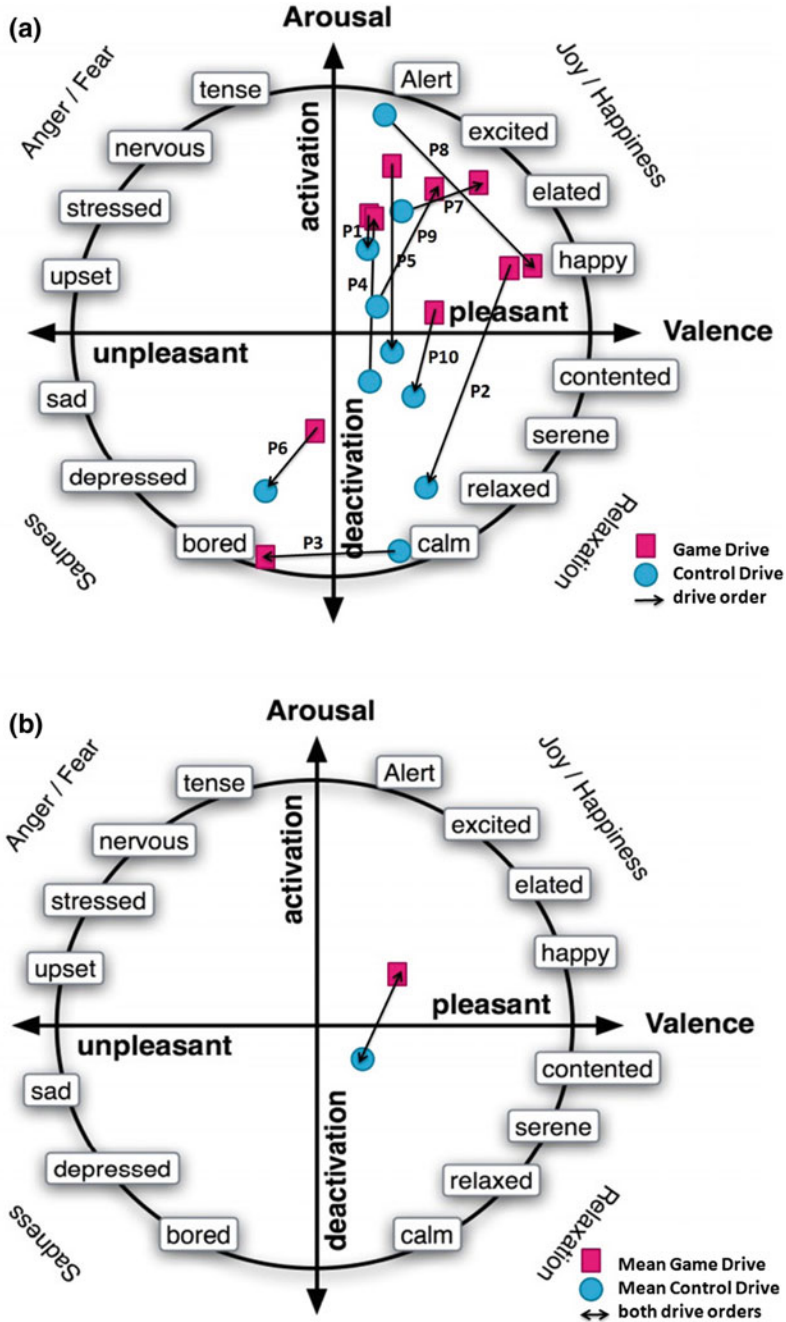 (a)
Arousal
Anger / Fear
Joy / Happiness
tense
Alert
nervous
activation
excited
P8
stressed
elated
P7
P1
P9
upset
P4
P5
happy
pleasant
Valence
unpleasant
P10
contented
sad
P2
deactivation
serene
P6
depressed
relaxed
bored
P3
calm
Sadness
Relaxation
Game Drive
Control Drive
drive order
(b)
Arousal
Anger / Fear
Joy / Happiness
tense
Alert
nervous
activation
excited
stressed
elated
upset
happy
pleasant
Valence
unpleasant
contented
sad
deactivation
serene
depressed
relaxed
bored
calm
Sadness
Relaxation
Mean Game Drive
Mean Control Drive
both drive orders